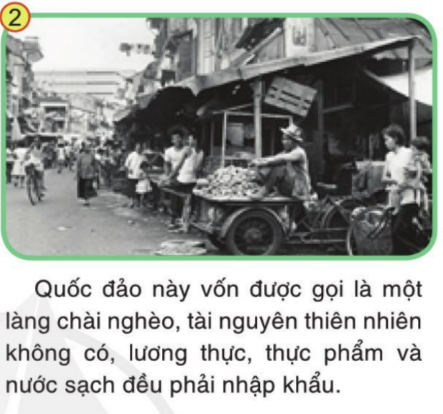 2
Quốc đảo này vốn được gọi là một
làng chài nghèo, tài nguyên thiên nhiên
không có, lương thực, thực phẩm và
nước sạch đều phải nhập khẩu.